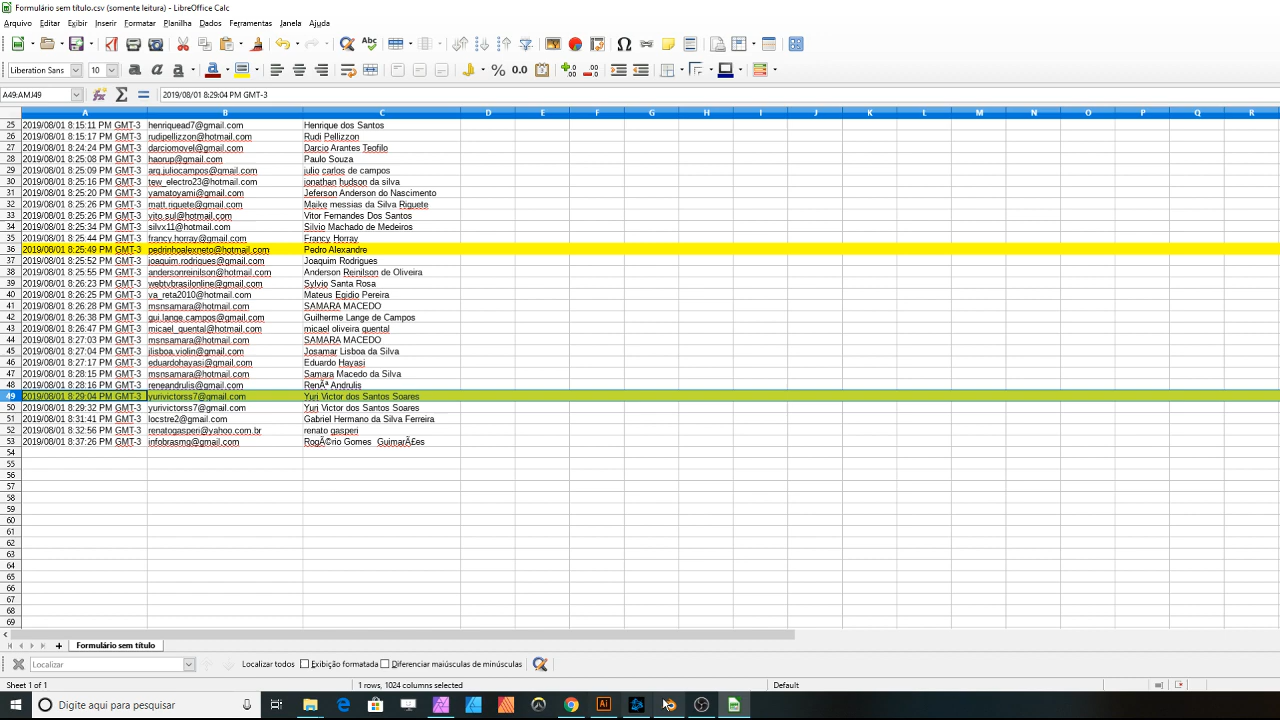 Formulário sem título.csv (somente leitura) - LibreOffice Calc
Arquivo Editar Exibir Inserir Formatar Planilha Dados Ferramentas Janela Ajuda
Liberation Sans 10
A49:AMJ49 2019/08/01 8:29:04 PM GMT-3
A B C D E F G H I J K L M N O P Q R
25 2019/08/01 8:15:11 PM GMT-3 henriquead7@gmail.com Henrique dos Santos
26 2019/08/01 8:15:17 PM GMT-3 rudipellizzon@hotmail.com Rudi Pellizzon
27 2019/08/01 8:24:24 PM GMT-3 darciomovel@gmail.com Darcio Arantes Teofilo
28 2019/08/01 8:25:08 PM GMT-3 haorup@gmail.com Paulo Souza
29 2019/08/01 8:25:09 PM GMT-3 arq.juliocampos@gmail.com julio carlos de campos
30 2019/08/01 8:25:16 PM GMT-3 tew_electro23@hotmail.com jonathan hudson da silva
31 2019/08/01 8:25:20 PM GMT-3 yamatoyami@gmail.com Jeferson Anderson do Nascimento
32 2019/08/01 8:25:26 PM GMT-3 matt.riquete@gmail.com Maike messias da Silva Riguete
33 2019/08/01 8:25:26 PM GMT-3 vito.sul@hotmail.com Vitor Fernandes Dos Santos
34 2019/08/01 8:25:34 PM GMT-3 silvx11@hotmail.com Silvio Machado de Medeiros
35 2019/08/01 8:25:44 PM GMT-3 francy.horray@gmail.com Francy Horray
36 2019/08/01 8:25:49 PM GMT-3 pedrinhoalexneto@hotmail.com Pedro Alexandre
37 2019/08/01 8:25:52 PM GMT-3 joaquim.rodrigues@gmail.com Joaquim Rodrigues
38 2019/08/01 8:25:55 PM GMT-3 andersonreinilson@hotmail.com Anderson Reinilson de Oliveira
39 2019/08/01 8:26:23 PM GMT-3 webtvbrasilonline@gmail.com Sylvio Santa Rosa
40 2019/08/01 8:26:25 PM GMT-3 va_reta2010@hotmail.com Mateus Egidio Pereira
41 2019/08/01 8:26:28 PM GMT-3 msnsamara@hotmail.com SAMARA MACEDO
42 2019/08/01 8:26:38 PM GMT-3 gui.lange.campos@gmail.com Guilherme Lange de Campos
43 2019/08/01 8:26:47 PM GMT-3 micael_quental@hotmail.com micael oliveira quental
44 2019/08/01 8:27:03 PM GMT-3 msnsamara@hotmail.com SAMARA MACEDO
45 2019/08/01 8:27:04 PM GMT-3 jlisboa.violin@gmail.com Josamar Lisboa da Silva
46 2019/08/01 8:27:17 PM GMT-3 eduardohayasi@gmail.com Eduardo Hayasi
47 2019/08/01 8:28:15 PM GMT-3 msnsamara@hotmail.com Samara Macedo da Silva
48 2019/08/01 8:28:16 PM GMT-3 reneandrulis@gmail.com RenÃª Andrulis
49 2019/08/01 8:29:04 PM GMT-3 yurivictorss7@gmail.com Yuri Victor dos Santos Soares
50 2019/08/01 8:29:32 PM GMT-3 yurivictorss7@gmail.com Yuri Victor dos Santos Soares
51 2019/08/01 8:31:41 PM GMT-3 locstre2@gmail.com Gabriel Hermano da Silva Ferreira
52 2019/08/01 8:32:56 PM GMT-3 renatogasperi@yahoo.com.br renato gasperi
53 2019/08/01 8:37:26 PM GMT-3 infobrasmg@gmail.com RogÃ©rio Gomes GuimarÃ£es
54
55
56
57
58
59
60
61
62
63
64
65
66
67
68
69
Formulário sem título
Localizar Localizar todos Exibição formatada Diferenciar maiúsculas de minúsculas
Sheet 1 of 1 1 rows, 1024 columns selected Default
Digite aqui para pesquisar